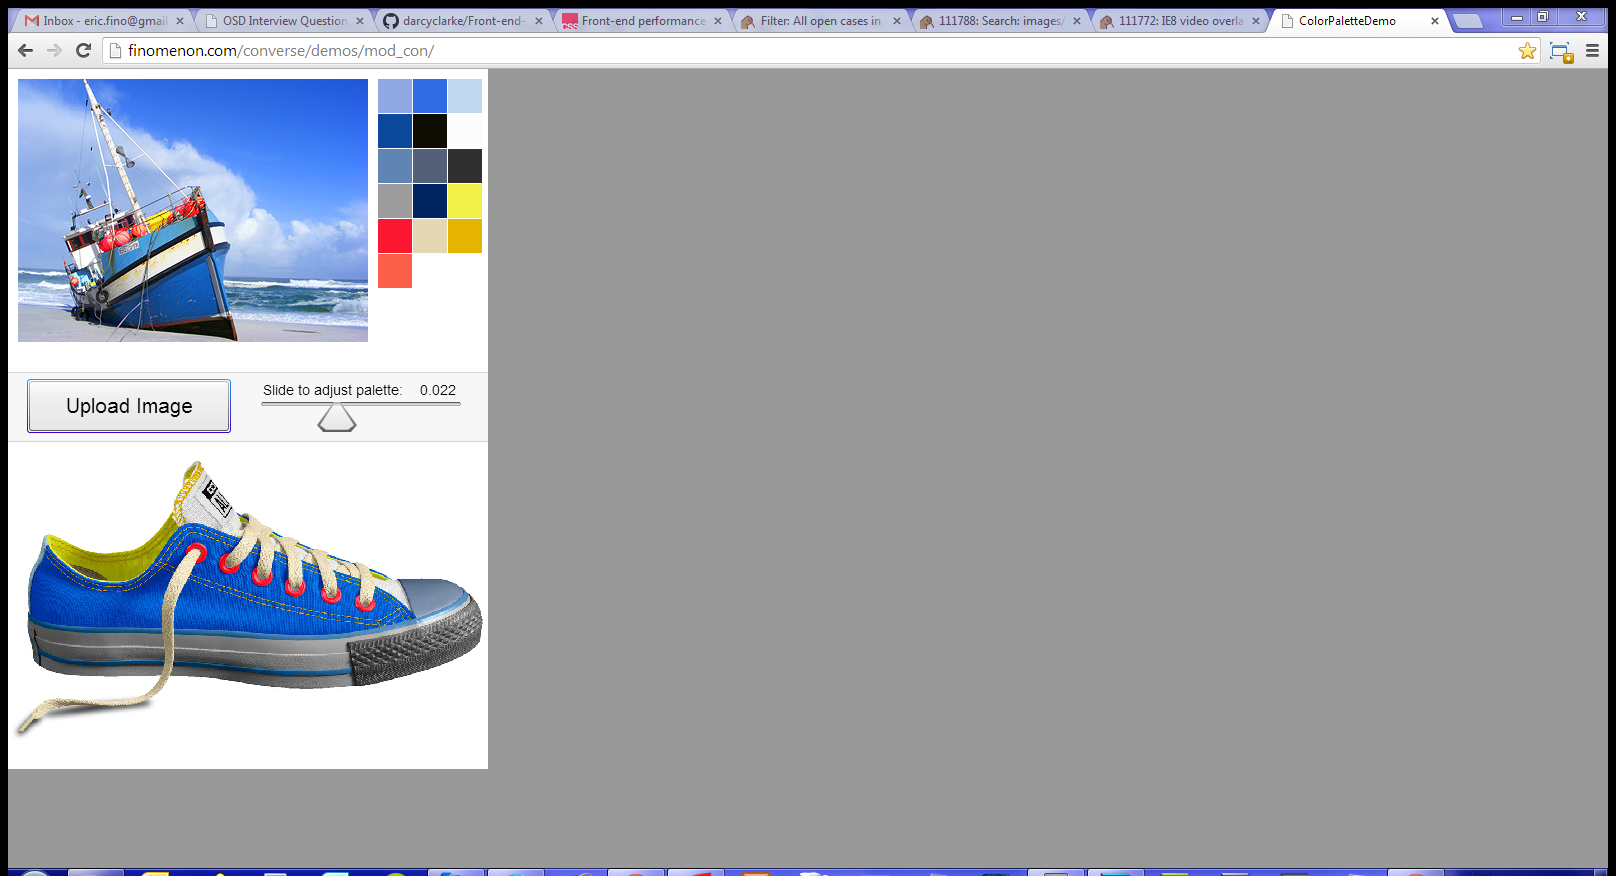 Inbox - eric.fino@gmail
OSD Interview Question
darcyclarke/Front-end-
Front-end performance
Filter: All open cases in
111788: Search: images/
111772: IE8 video overla
ColorPaletteDemo
finomenon.com/converse/demos/mod_con/
Upload Image
Slide to adjust palette: 0.022